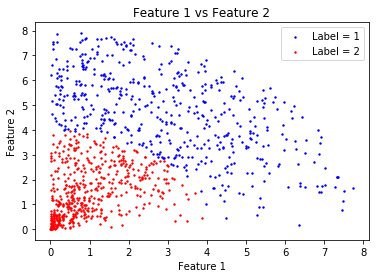 Feature 1 vs Feature 2
Label = 1
Label = 2
8
7
6
5
4
3
2
1
0
Feature 2
0 1 2 3 4 5 6 7 8
Feature 1